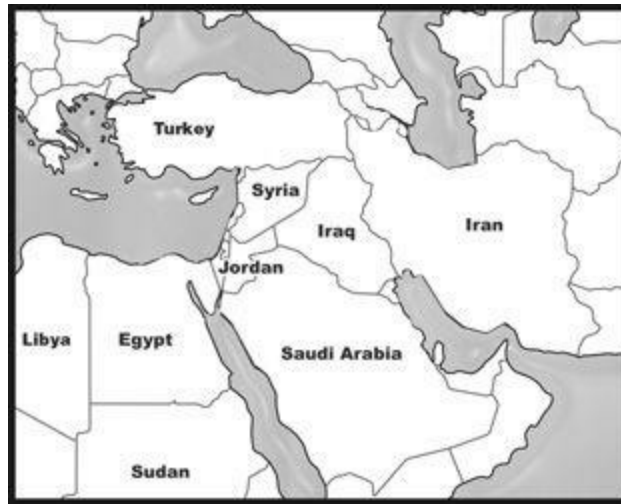 Turkey
Syria
Iraq
Iran
Jordan
Libya
Egypt
Saudi Arabia
Sudan